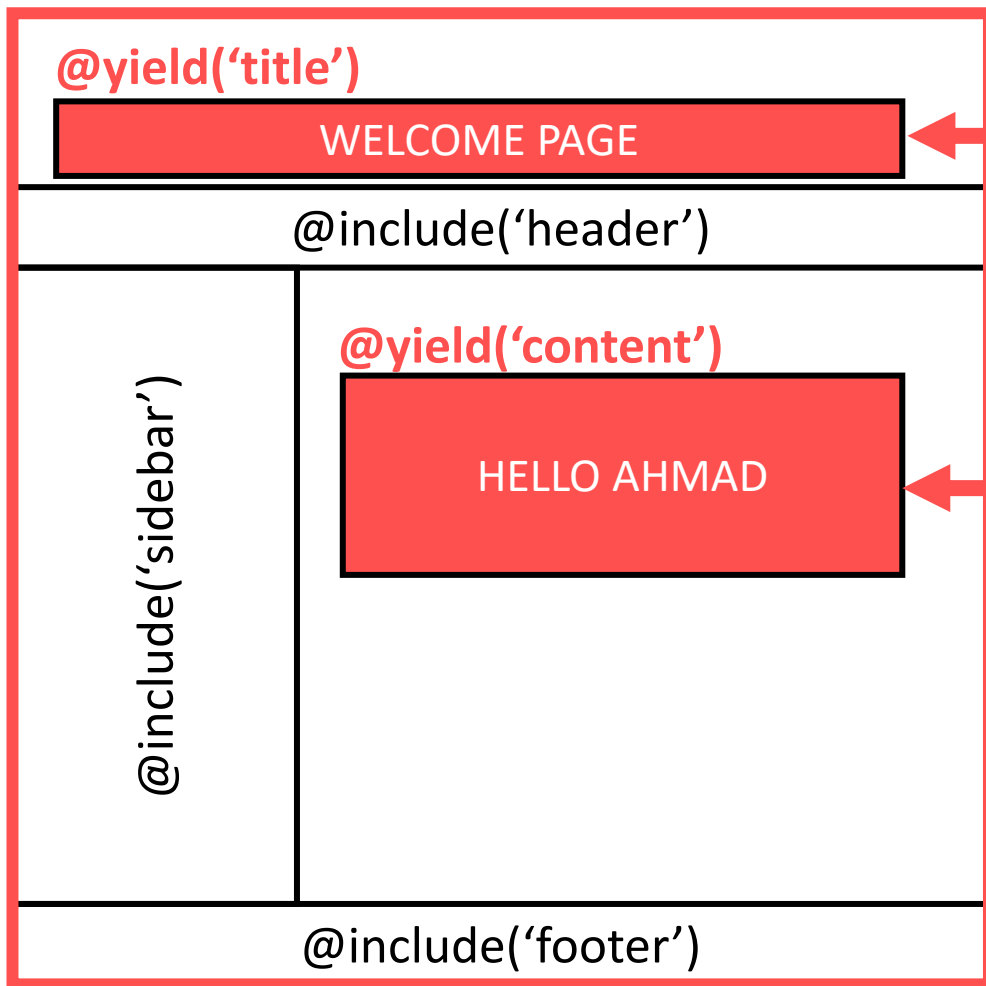 @yield(‘title’)
WELCOME PAGE
@include(‘header’)
@include(‘sidebar’)
@yield(‘content’)
HELLO AHMAD
@include(‘footer’)